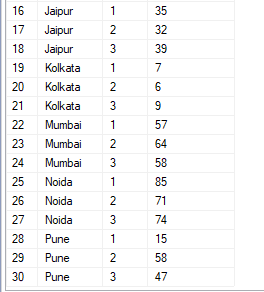 16 Jaipur 1 35
17 Jaipur 2 32
18 Jaipur 3 39
19 Kolkata 1 7
20 Kolkata 2 6
21 Kolkata 3 9
22 Mumbai 1 57
23 Mumbai 2 64
24 Mumbai 3 58
25 Noida 1 85
26 Noida 2 71
27 Noida 3 74
28 Pune 1 15
29 Pune 2 58
30 Pune 3 47